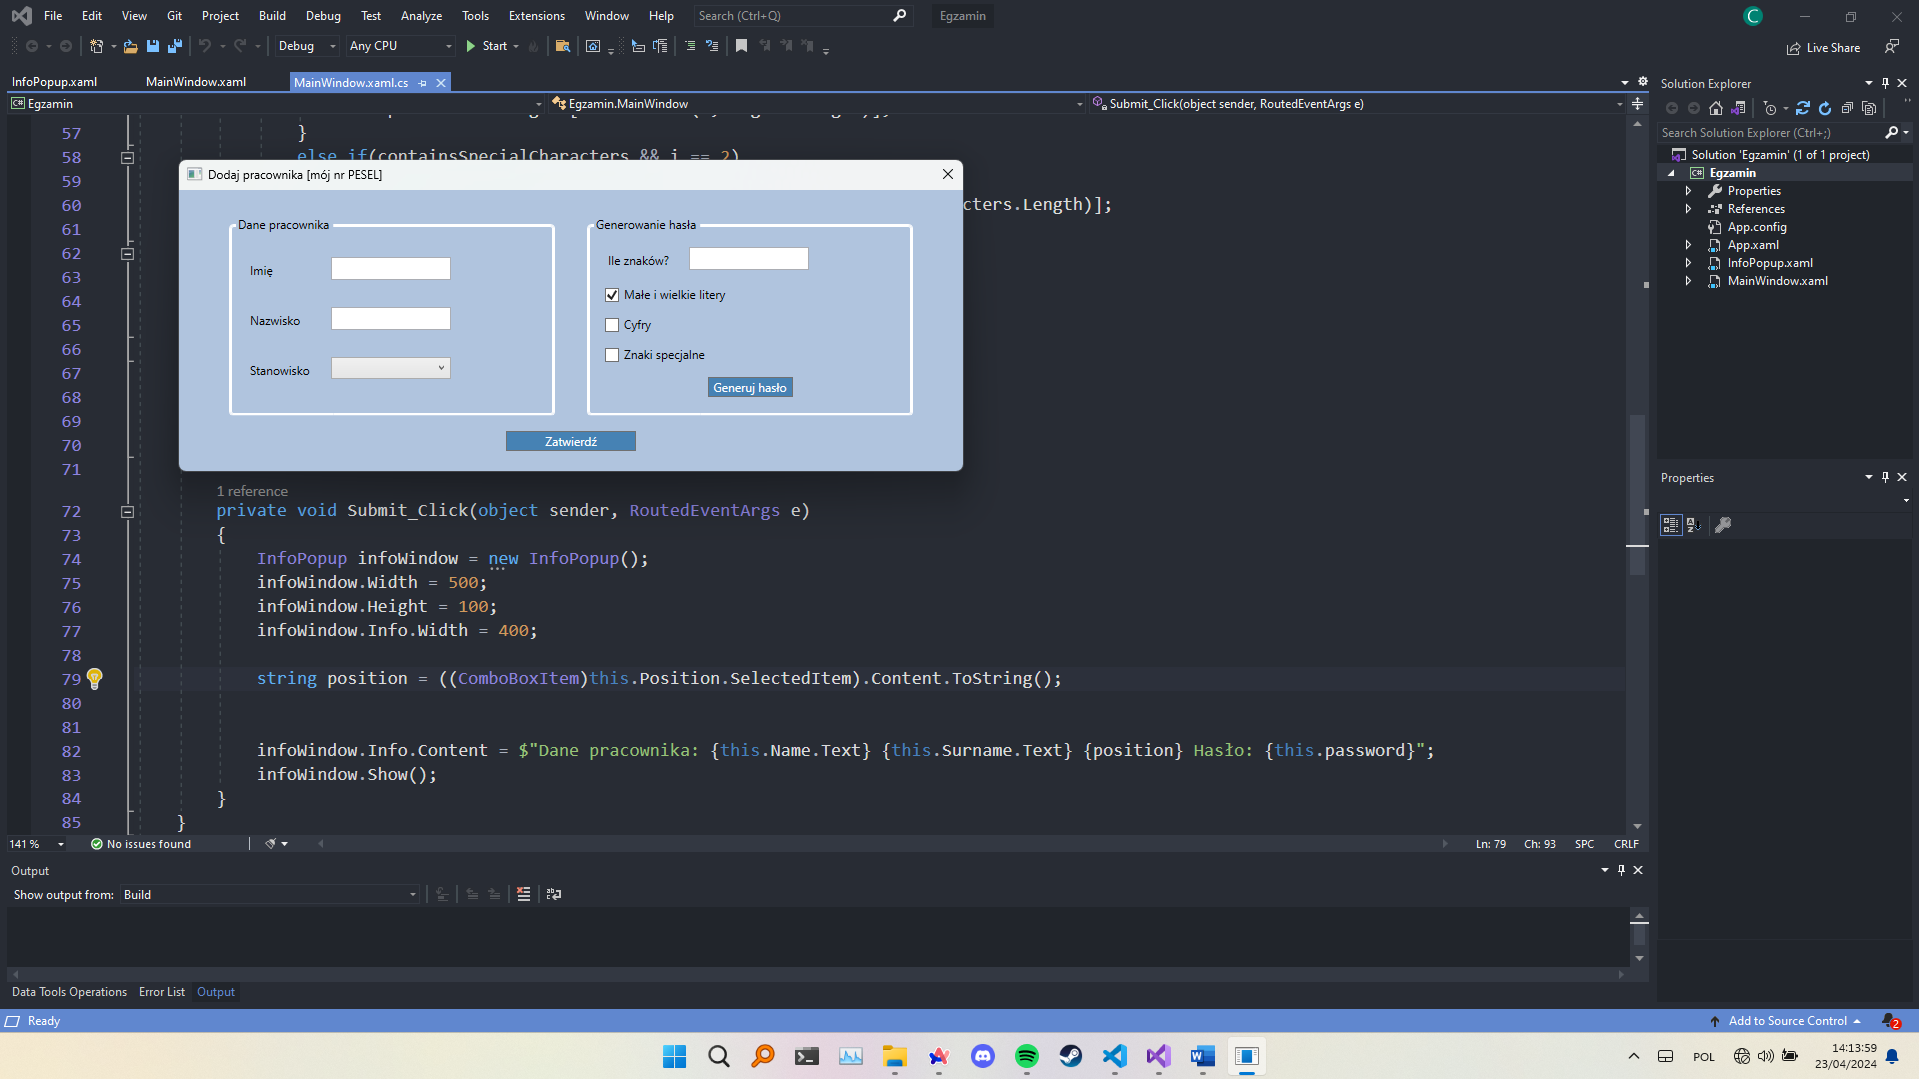 File Edit View Git Project Build Debug Test Analyze Tools Extensions Window Help Search (Ctrl+Q) Egzamin
C
Debug Any CPU Start Live Share
InfoPopup.xaml MainWindow.xaml MainWindow.xaml.cs
Egzamin Egzamin.MainWindow Submit_Click(object sender, RoutedEventArgs e)
57 }
58 else if(containsSpecialCharacters && i == 2)
59
60 cters.Length)];
61
62
63
64
65
66
67
68
69
70
71
Dodaj pracownika [mój nr PESEL]
Dane pracownika
Imię
Nazwisko
Stanowisko
Generowanie hasła
Ile znaków?
Małe i wielkie litery
Cyfry
Znaki specjalne
Generuj hasło
Zatwierdź
1 reference
72 private void Submit_Click(object sender, RoutedEventArgs e)
73 {
74 InfoPopup infoWindow = new InfoPopup();
75 infoWindow.Width = 500;
76 infoWindow.Height = 100;
77 infoWindow.Info.Width = 400;
78
79 string position = ((ComboBoxItem)this.Position.SelectedItem).Content.ToString();
80
81
82 infoWindow.Info.Content = $"Dane pracownika: {this.Name.Text} {this.Surname.Text} {position} Hasło: {this.password}";
83 infoWindow.Show();
84 }
85 }
141 % No issues found Ln: 79 Ch: 93 SPC CRLF
Output
Show output from: Build
Data Tools Operations Error List Output
Solution Explorer
Search Solution Explorer (Ctrl+;)
Solution 'Egzamin' (1 of 1 project)
C# Egzamin
Properties
References
App.config
App.xaml
InfoPopup.xaml
MainWindow.xaml
Properties
Ready Add to Source Control 2
POL 14:13:59
23/04/2024